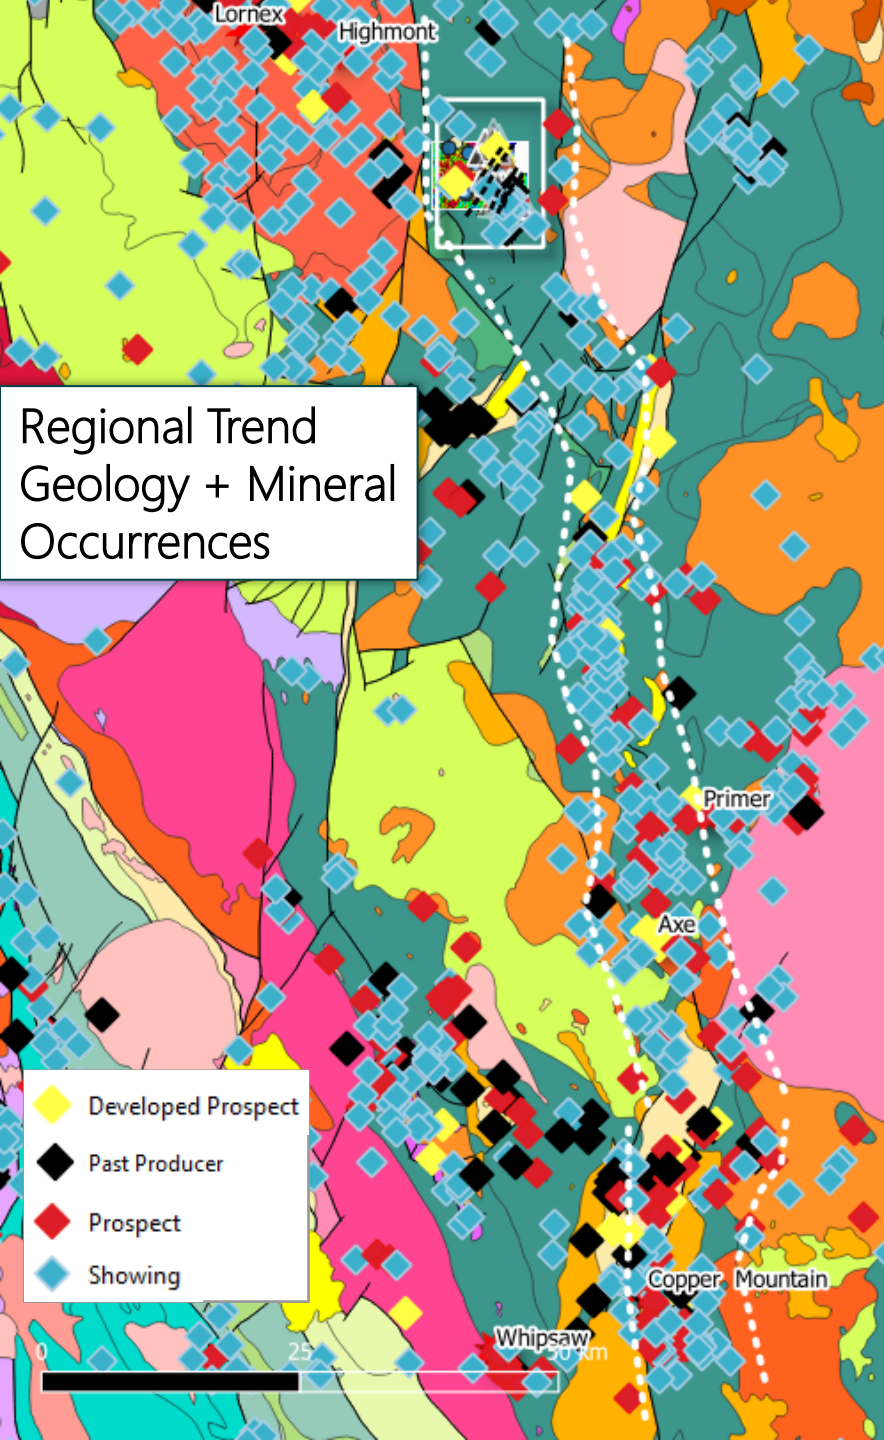 Lornex
Highmont
Regional Trend
Geology + Mineral
Occurrences
Primer
Axe
Developed Prospect
Past Producer
Prospect
Showing
Copper Mountain
Whipsaw
0 25 50 km